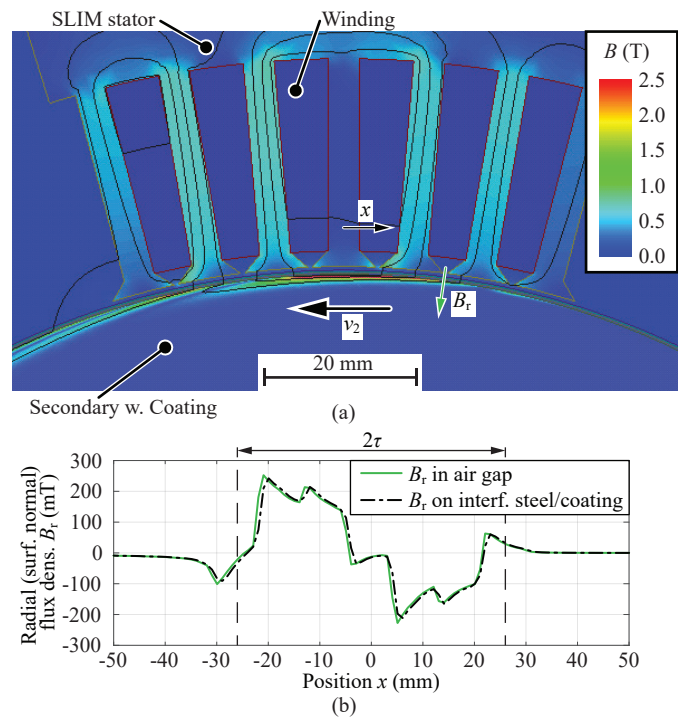 SLIM stator
Winding
B (T)
2.5
2.0
1.5
1.0
0.5
0.0
x
Br
v2
20 mm
Secondary w. Coating
(a)
2τ
Br in air gap
Br on interf. steel/coating
Radial (surf. normal)
flux dens. Br (mT)
300
200
100
0
-100
-200
-300
-50
-40
-30
-20
-10
0
10
20
30
40
50
Position x (mm)
(b)